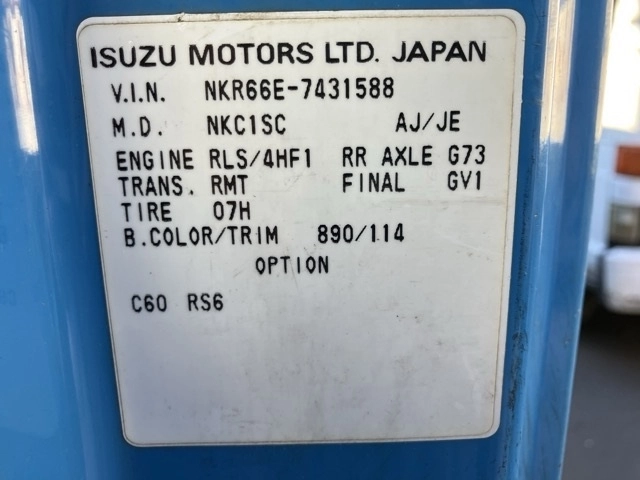 ISUZU MOTORS LTD. JAPAN
V.I.N. NKR66E-7431588
M.D. NKC1SC AJ/JE
ENGINE RLS/4HF1 RR AXLE G73
TRANS. RMT FINAL GV1
TIRE 07H
B.COLOR/TRIM 890/114
OPTION
C60 RS6